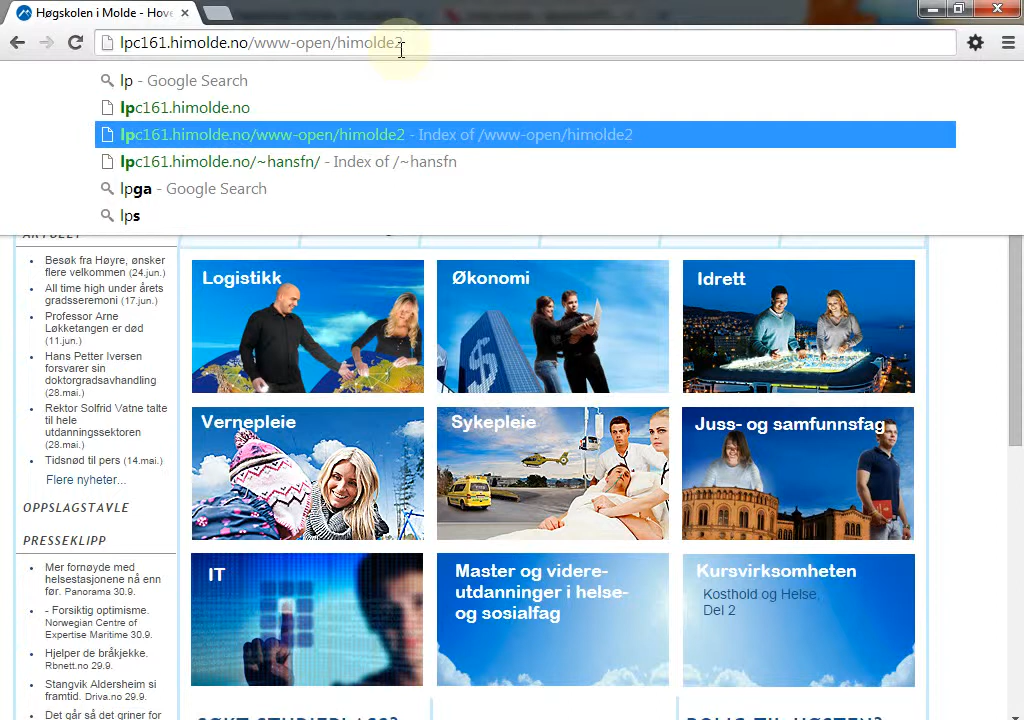 Høgskolen i Molde - Hove
lpc161.himolde.no/www-open/himolde2
lp - Google Search
lpc161.himolde.no
lpc161.himolde.no/www-open/himolde2 - Index of /www-open/himolde2
lpc161.himolde.no/~hansfn/ - Index of /~hansfn
lpga - Google Search
lps
Besøk fra Høyre, ønsker
flere velkommen (24.jun.)
All time high under årets
gradsseremoni (17.jun.)
Professor Arne
Løkketangen er død
(11.jun.)
Hans Petter Iversen
forsvarer sin
doktorgradsavhandling
(28.mai.)
Rektor Solfrid Vatne talte
til hele
utdanningssektoren
(28.mai.)
Tidsnød til pers (14.mai.)
Flere nyheter...
OPPSLAGSTAVLE
PRESSEKLIPP
Mer fornøyde med
helsestasjonene nå enn
før. Panorama 30.9.
- Forsiktig optimisme.
Norwegian Centre of
Expertise Maritime 30.9.
Hjelper de bråkjekke.
Rbnett.no 29.9.
Stangvik Aldersheim si
framtid. Driva.no 29.9.
Det går så det griner for
Logistikk
Økonomi
Idrett
Vernepleie
Sykepleie
Juss- og samfunnsfag
IT
Master og videre-
utdanninger i helse-
og sosialfag
Kursvirksomheten
Kosthold og Helse,
Del 2